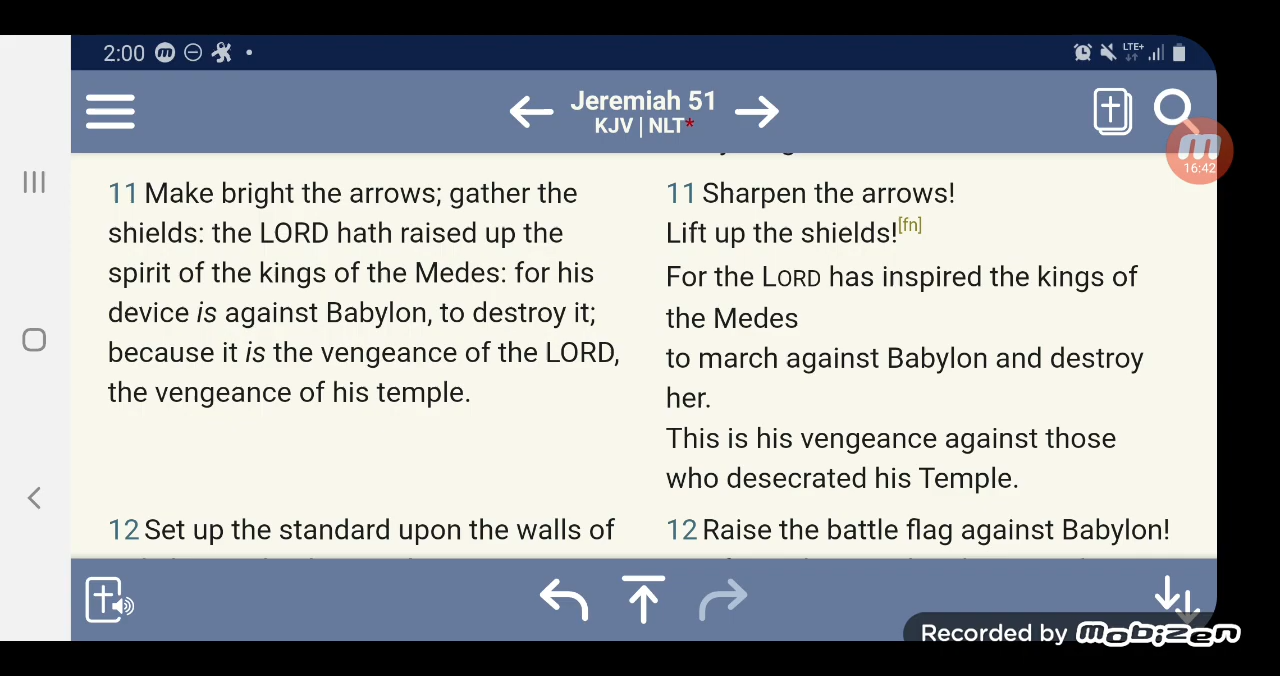 2:00
LTE+
Jeremiah 51
KJV | NLT*
16:42
11 Make bright the arrows; gather the
shields: the LORD hath raised up the
spirit of the kings of the Medes: for his
device is against Babylon, to destroy it;
because it is the vengeance of the LORD,
the vengeance of his temple.
12 Set up the standard upon the walls of
11 Sharpen the arrows!
Lift up the shields![fn]
For the LORD has inspired the kings of
the Medes
to march against Babylon and destroy
her.
This is his vengeance against those
who desecrated his Temple.
12 Raise the battle flag against Babylon!
Recorded by Mobizen